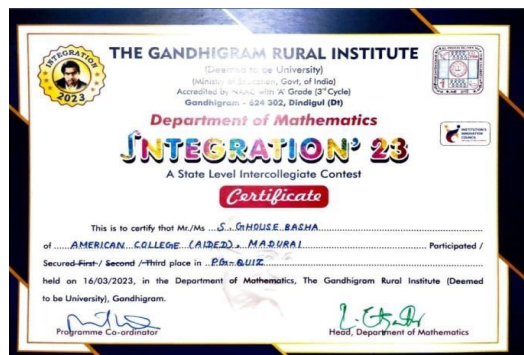 INTEGRATION
2023
THE GANDHIGRAM RURAL INSTITUTE
(Deemed to be University)
(Ministry of Education, Govt, of India)
Accredited by NAAC with 'A' Grade (3rd Cycle)
Gandhigram - 624 302, Dindigul (Dt)
Department of Mathematics
INSTITUTION'S
INNOVATION
COUNCIL
INTEGRATION' 23
A State Level Intercollegiate Contest
Certificate
This is to certify that Mr./Ms ...S. GHOUSE BASHA
of ...AMERICAN COLLEGE (AIDED), MADURAI... Participated /
Secured First / Second / Third place in ..P.G- QUIZ
held on 16/03/2023, in the Department of Mathematics, The Gandhigram Rural Institute (Deemed
to be University), Gandhigram.
Programme Co-ordinator
Head, Department of Mathematics